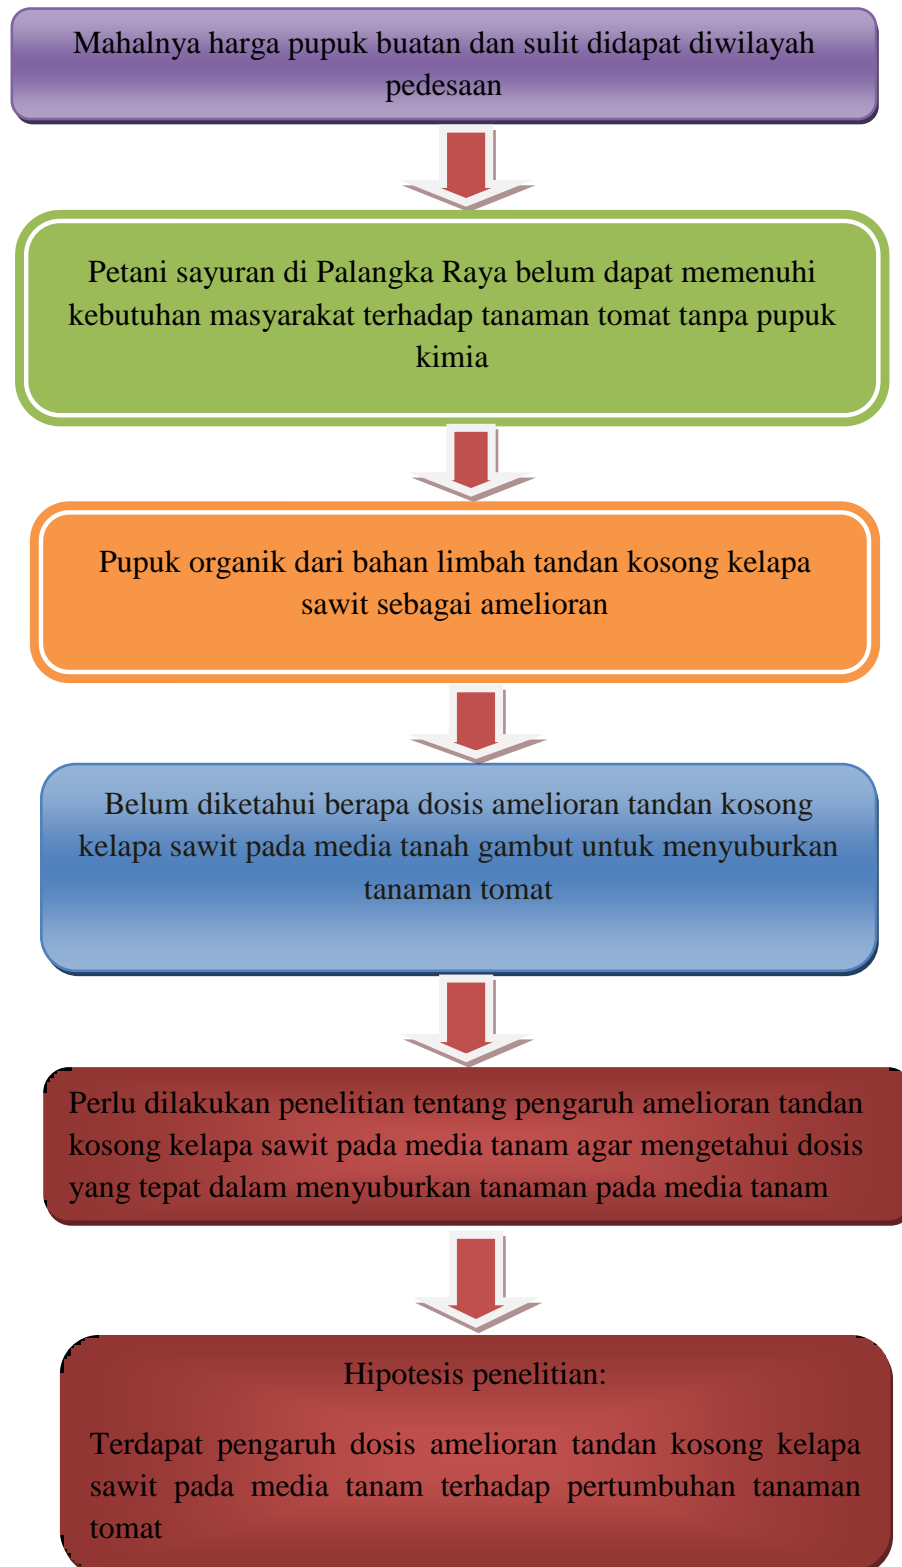 Mahalnya harga pupuk buatan dan sulit didapat diwilayah
pedesaan
Petani sayuran di Palangka Raya belum dapat memenuhi
kebutuhan masyarakat terhadap tanaman tomat tanpa pupuk
kimia
Pupuk organik dari bahan limbah tandan kosong kelapa
sawit sebagai amelioran
Belum diketahui berapa dosis amelioran tandan kosong
kelapa sawit pada media tanah gambut untuk menyuburkan
tanaman tomat
Perlu dilakukan penelitian tentang pengaruh amelioran tandan
kosong kelapa sawit pada media tanam agar mengetahui dosis
yang tepat dalam menyuburkan tanaman pada media tanam
Hipotesis penelitian:
Terdapat pengaruh dosis amelioran tandan kosong kelapa
sawit pada media tanam terhadap pertumbuhan tanaman
tomat